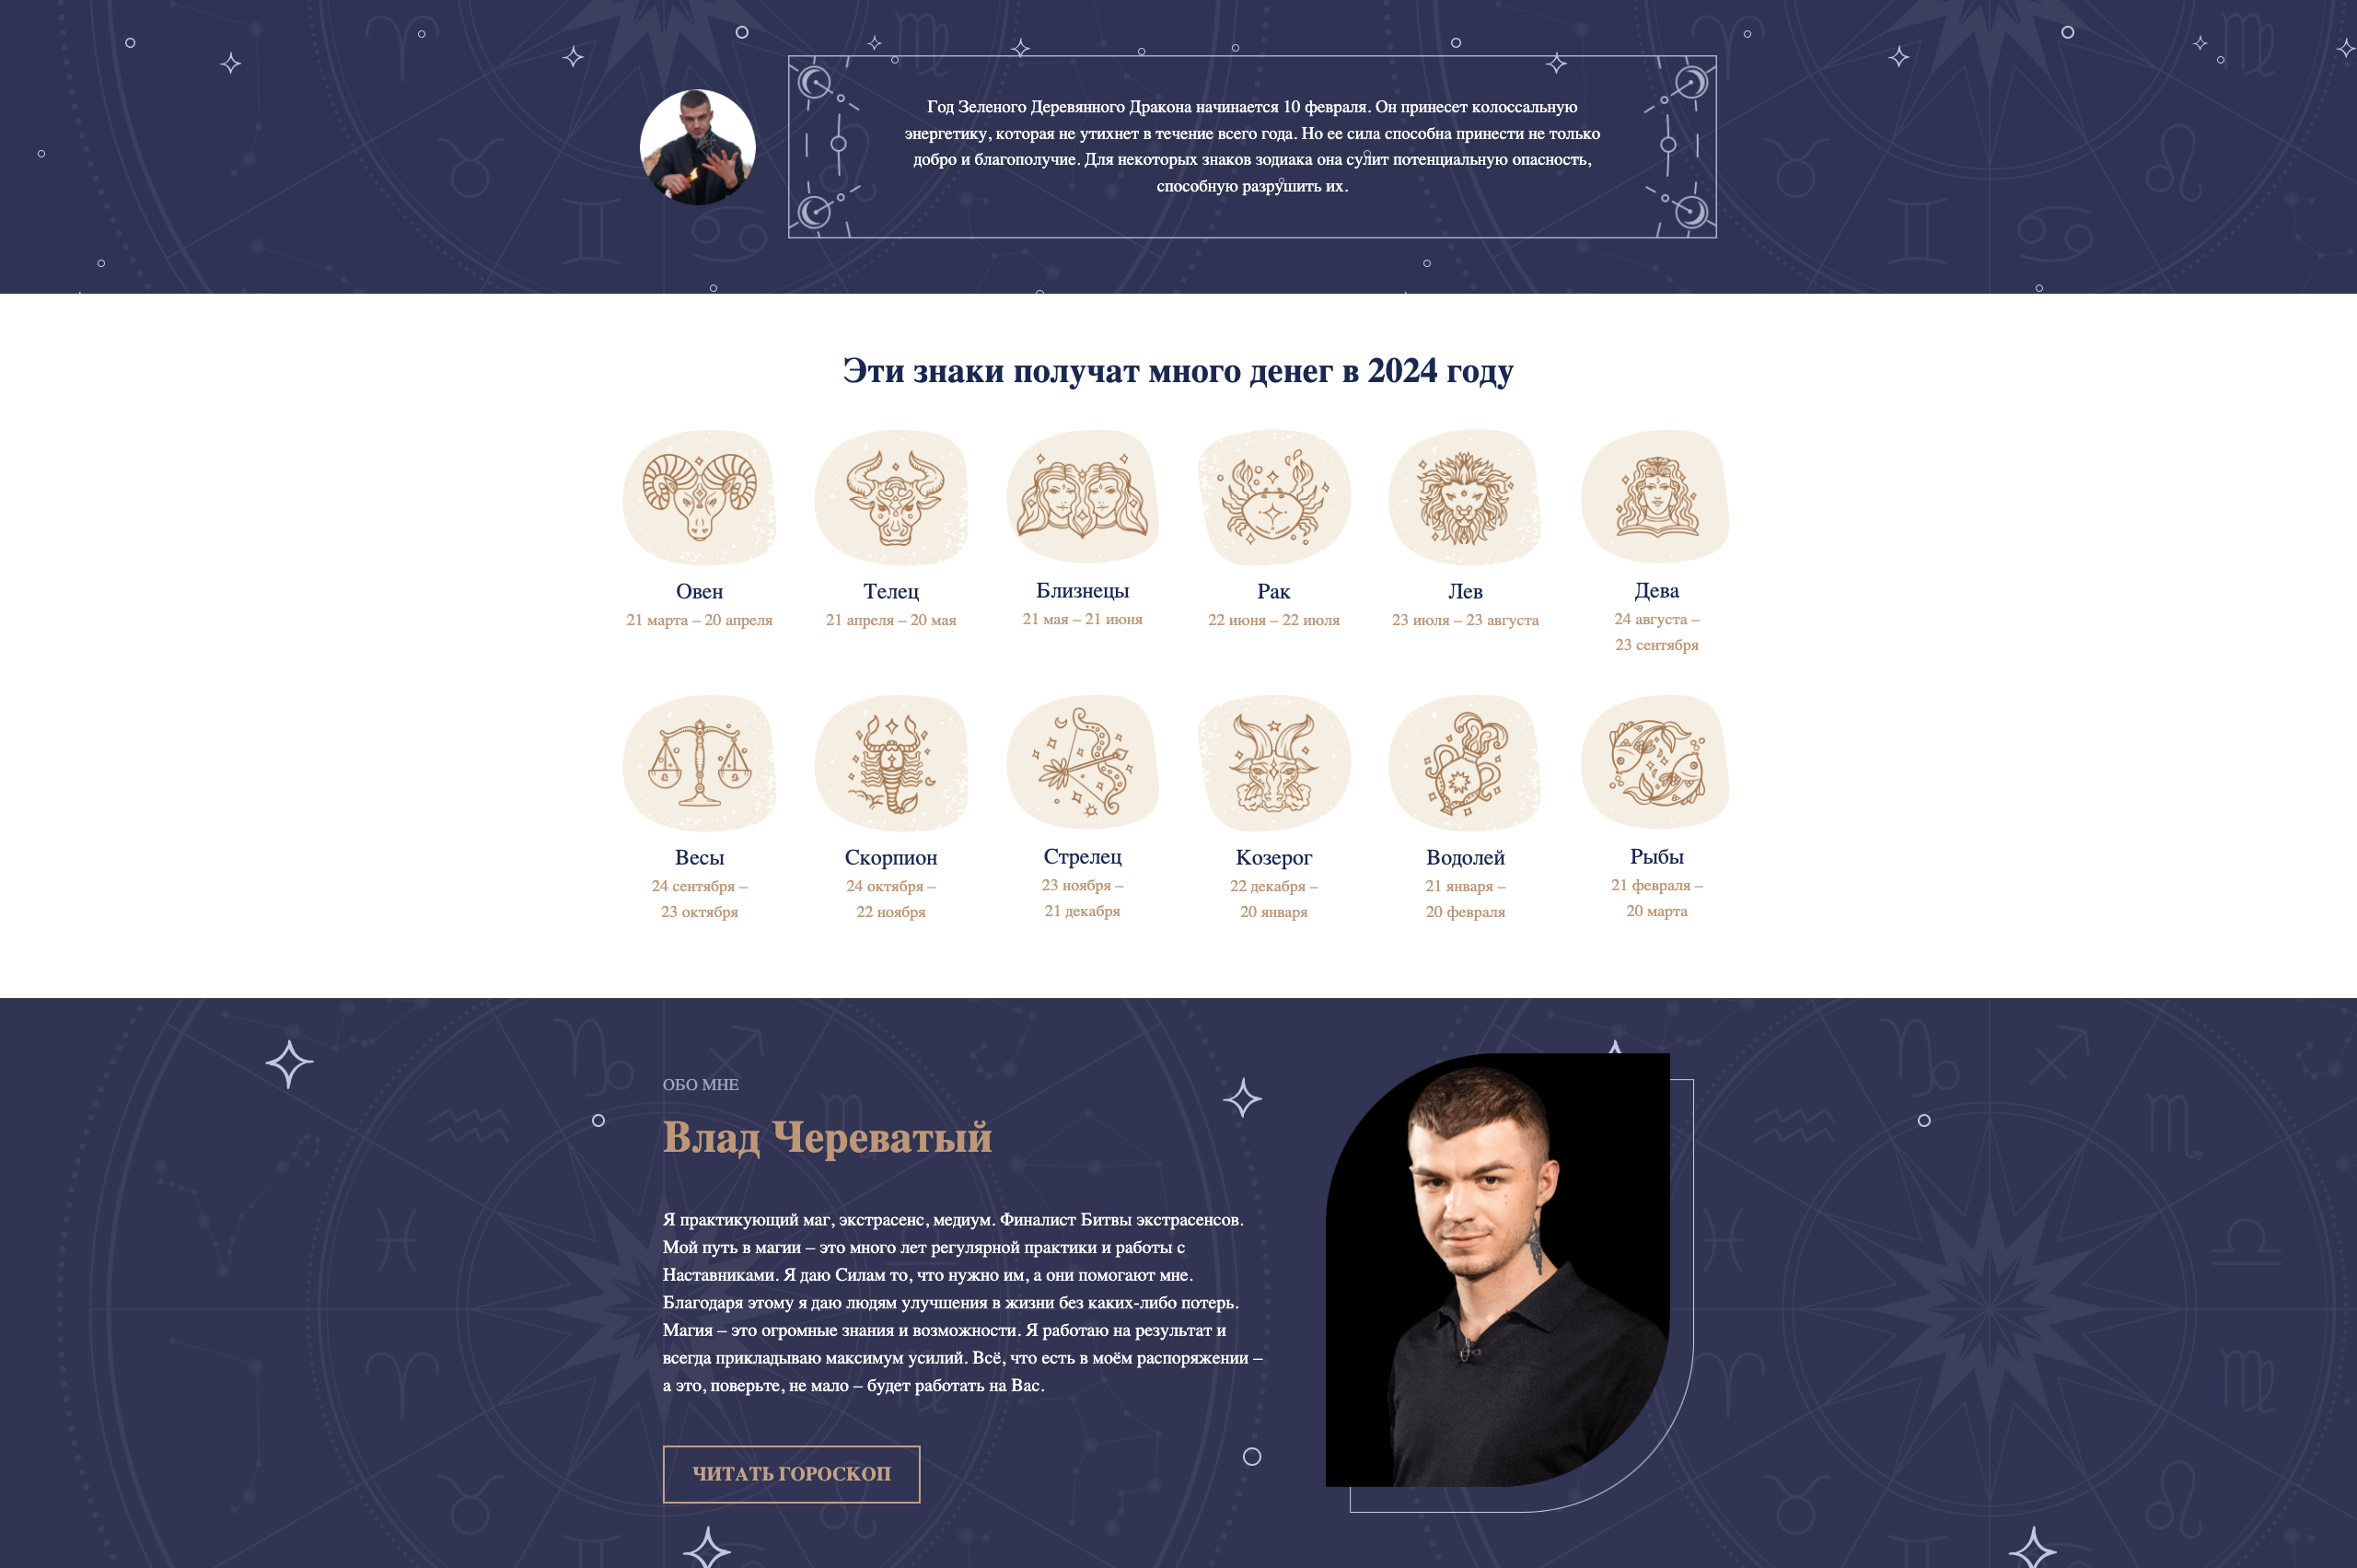 Год Зеленого Деревянного Дракона начинается 10 февраля. Он принесет колоссальную
энергетику, которая не утихнет в течение всего года. Но ее сила способна принести не только
добро и благополучие. Для некоторых знаков зодиака она сулит потенциальную опасность,
способную разрушить их.
Эти знаки получат много денег в 2024 году
Овен
21 марта – 20 апреля
Телец
21 апреля – 20 мая
Близнецы
21 мая – 21 июня
Рак
22 июня – 22 июля
Лев
23 июля – 23 августа
Дева
24 августа –
23 сентября
Весы
24 сентября –
23 октября
Скорпион
24 октября –
22 ноября
Стрелец
23 ноября –
21 декабря
Козерог
22 декабря –
20 января
Водолей
21 января –
20 февраля
Рыбы
21 февраля –
20 марта
ОБО МНЕ
Влад Череватый
Я практикующий маг, экстрасенс, медиум. Финалист Битвы экстрасенсов.
Мой путь в магии – это много лет регулярной практики и работы с
Наставниками. Я даю Силам то, что нужно им, а они помогают мне.
Благодаря этому я даю людям улучшения в жизни без каких-либо потерь.
Магия – это огромные знания и возможности. Я работаю на результат и
всегда прикладываю максимум усилий. Всё, что есть в моём распоряжении –
а это, поверьте, не мало – будет работать на Вас.
ЧИТАТЬ ГОРОСКОП